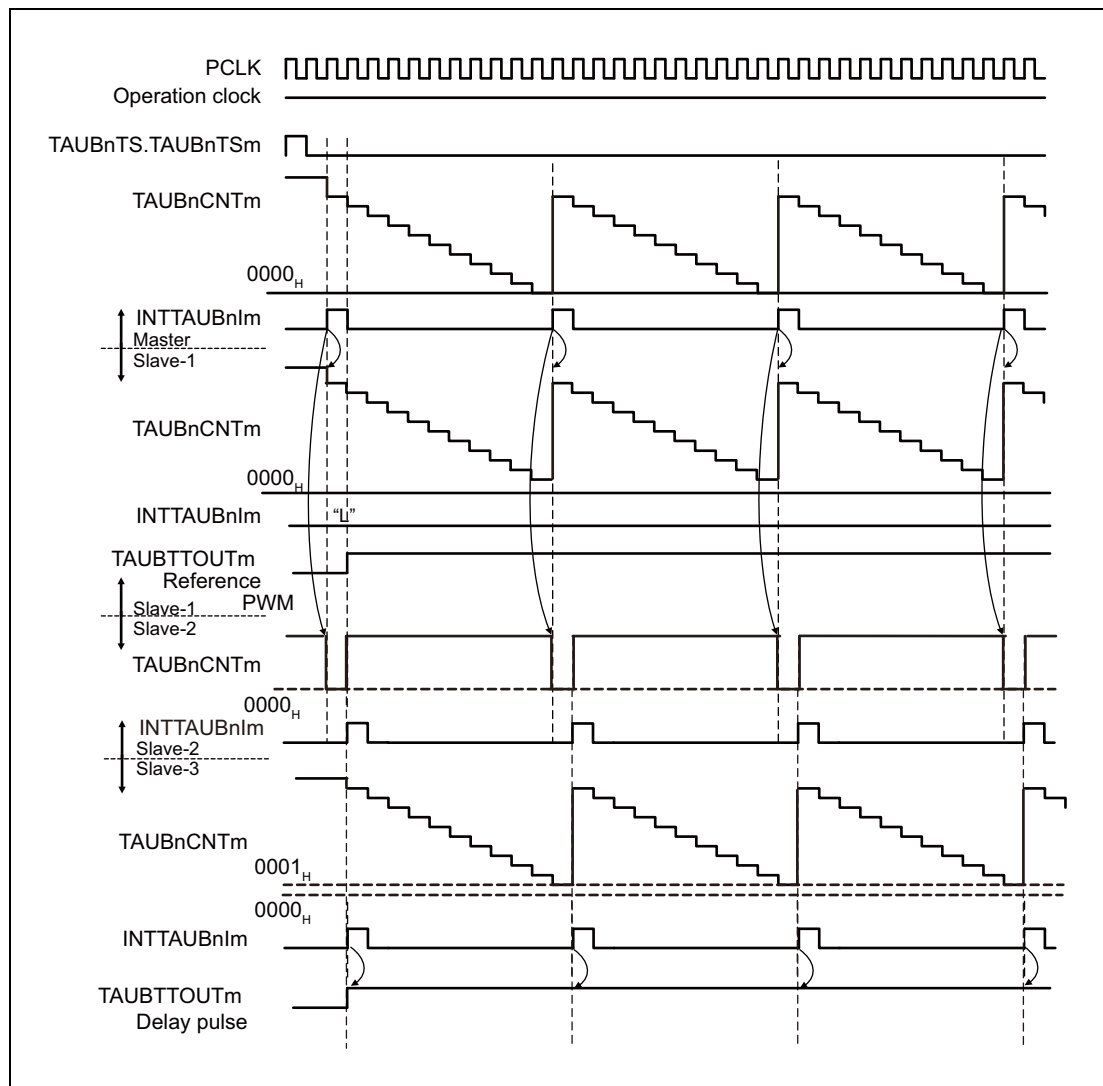 PCLK
Operation clock
TAUBnTS.TAUBnTSm
TAUBnCNTm
0000H
INTTAUBnIm
Master
Slave-1
TAUBnCNTm
0000H
INTTAUBnIm
"L"
TAUBTTOUTm
Reference
PWM
Slave-1
Slave-2
TAUBnCNTm
0000H
INTTAUBnIm
Slave-2
Slave-3
TAUBnCNTm
0001H
0000H
INTTAUBnIm
TAUBTTOUTm
Delay pulse